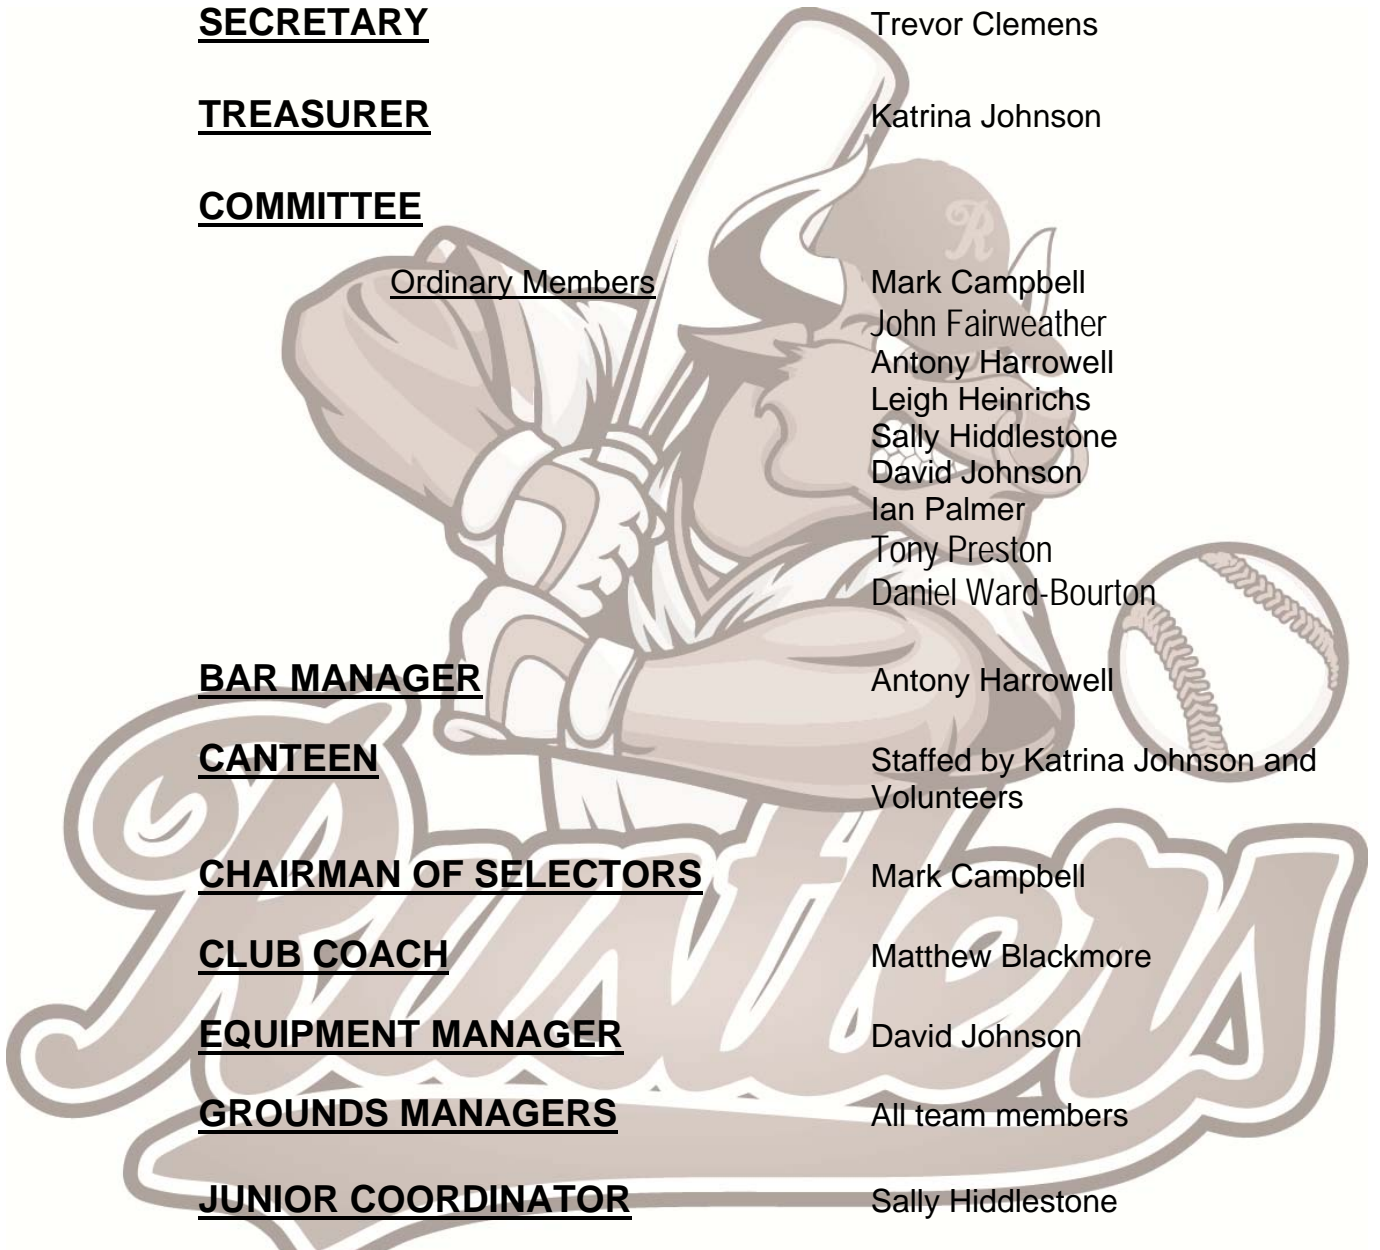 SECRETARY Trevor Clemens
TREASURER Katrina Johnson
COMMITTEE
Ordinary Members Mark Campbell
John Fairweather
Antony Harrowell
Leigh Heinrichs
Sally Hiddlestone
David Johnson
Ian Palmer
Tony Preston
Daniel Ward-Bourton
BAR MANAGER Antony Harrowell
CANTEEN Staffed by Katrina Johnson and
Volunteers
CHAIRMAN OF SELECTORS Mark Campbell
CLUB COACH Matthew Blackmore
EQUIPMENT MANAGER David Johnson
GROUNDS MANAGERS All team members
JUNIOR COORDINATOR Sally Hiddlestone
R
Rustlers